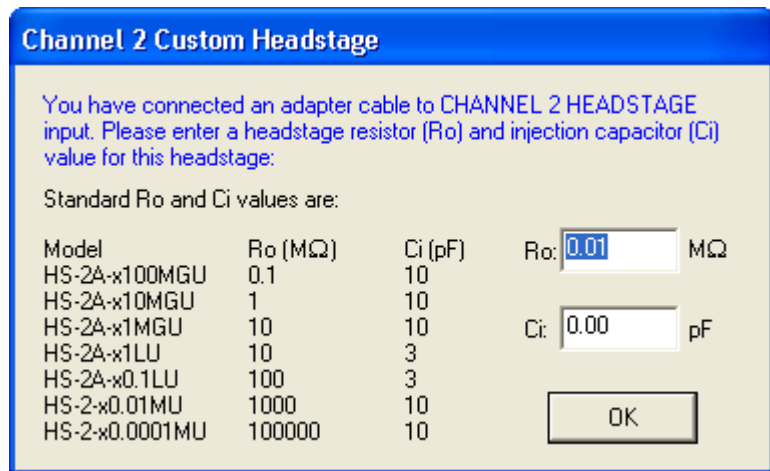 Channel 2 Custom Headstage
You have connected an adapter cable to CHANNEL 2 HEADSTAGE
input. Please enter a headstage resistor (Ro) and injection capacitor (Ci)
value for this headstage:
Standard Ro and Ci values are:
Model Ro (MΩ) Ci (pF)
HS-2A-x100MGU 0.1 10
HS-2A-x10MGU 1 10
HS-2A-x1MGU 10 10
HS-2A-x1LU 10 3
HS-2A-x0.1LU 100 3
HS-2-x0.01MU 1000 10
HS-2-x0.0001MU 100000 10
Ro: 0.01 MΩ
Ci: 0.00 pF
OK